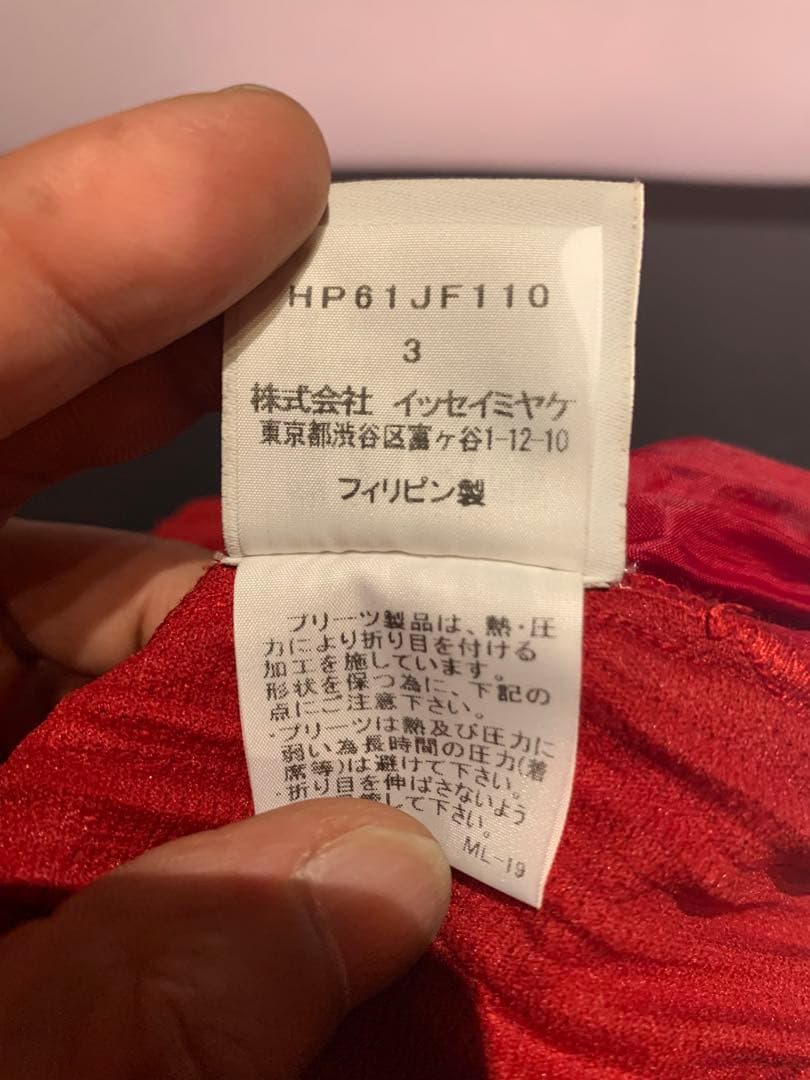 HP61JF110
3
株式会社 イッセイミヤケ
東京都渋谷区富ヶ谷1-12-10
フィリピン製
プリーツ製品は、熱・圧
力により折り目を付ける
加工を施しています。
形状を保つ為に、下記の
点にご注意下さい。
・プリーツは熱及び圧力に
弱い為長時間の圧力(着
席等)は避けて下さい。
・折り目を伸ばさないよう
して下さい。
ML-19